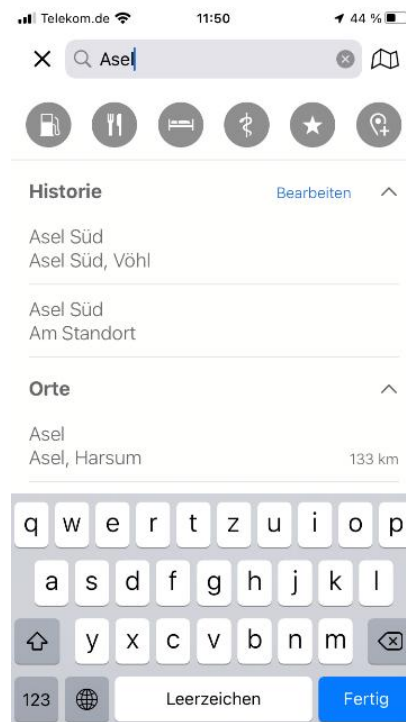 Telekom.de 11:50 44 %
Asel
Historie Bearbeiten
Asel Süd
Asel Süd, Vöhl
Asel Süd
Am Standort
Orte
Asel
Asel, Harsum 133 km
q w e r t z u i o p
a s d f g h j k l
y x c v b n m
123 Leerzeichen Fertig